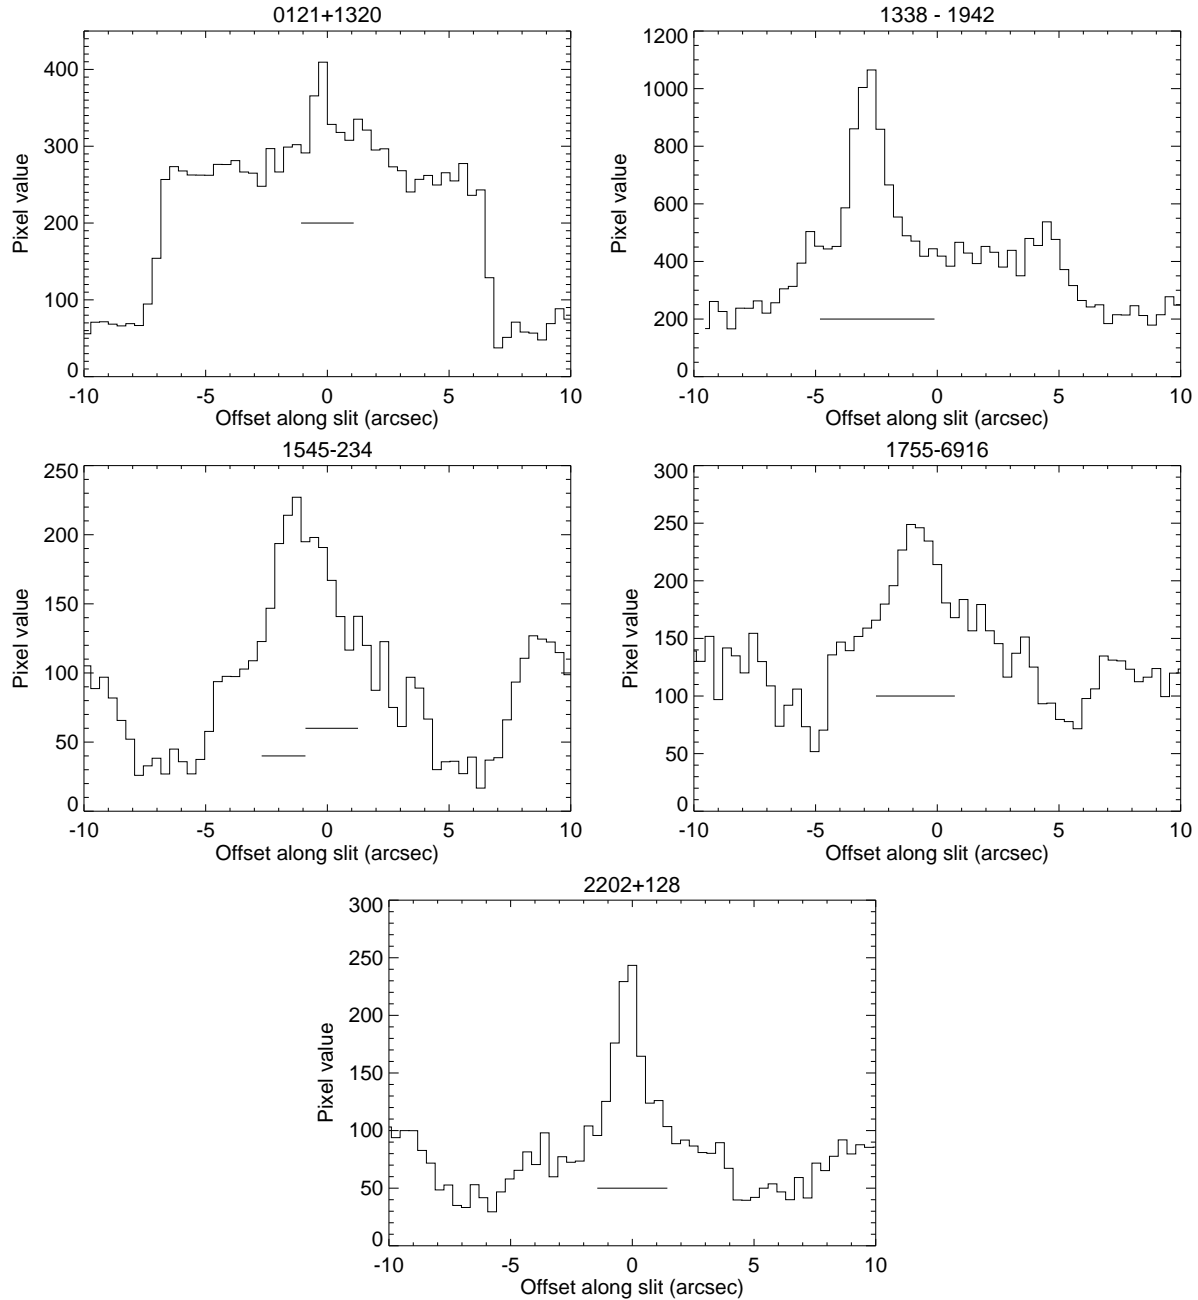 0121+1320
400
300
200
100
0
Pixel value
-10 -5 0 5 10
Offset along slit (arcsec)
1338 - 1942
1200
1000
800
600
400
200
0
Pixel value
-10 -5 0 5 10
Offset along slit (arcsec)
1545-234
250
200
150
100
50
0
Pixel value
-10 -5 0 5 10
Offset along slit (arcsec)
1755-6916
300
250
200
150
100
50
0
Pixel value
-10 -5 0 5 10
Offset along slit (arcsec)
2202+128
300
250
200
150
100
50
0
Pixel value
-10 -5 0 5 10
Offset along slit (arcsec)